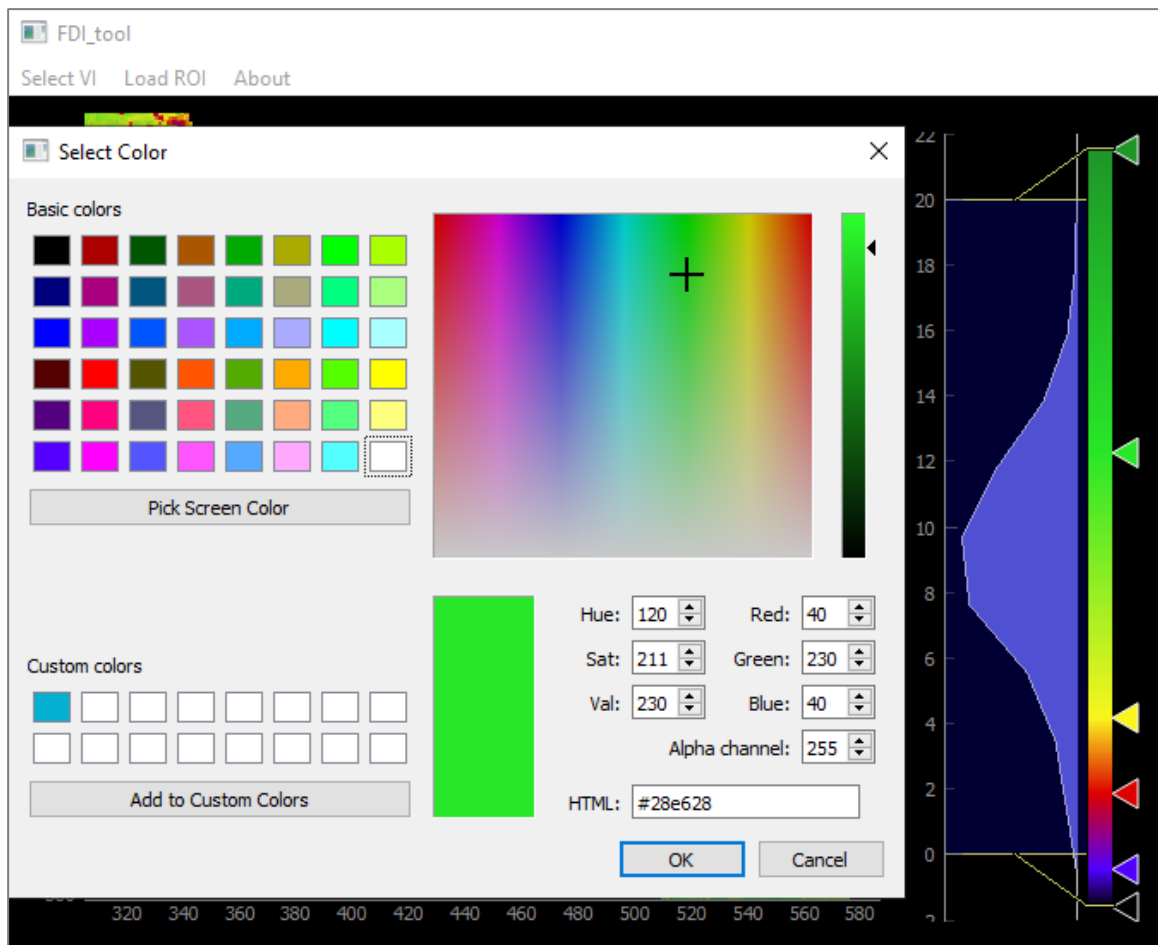 FDI_tool
Select VI Load ROI About
Select Color
Basic colors
Pick Screen Color
Custom colors
Add to Custom Colors
Hue: 120 Red: 40
Sat: 211 Green: 230
Val: 230 Blue: 40
Alpha channel: 255
HTML: #28e628
OK Cancel
22
20
18
16
14
12
10
8
6
4
2
0
320 340 360 380 400 420 440 460 480 500 520 540 560 580